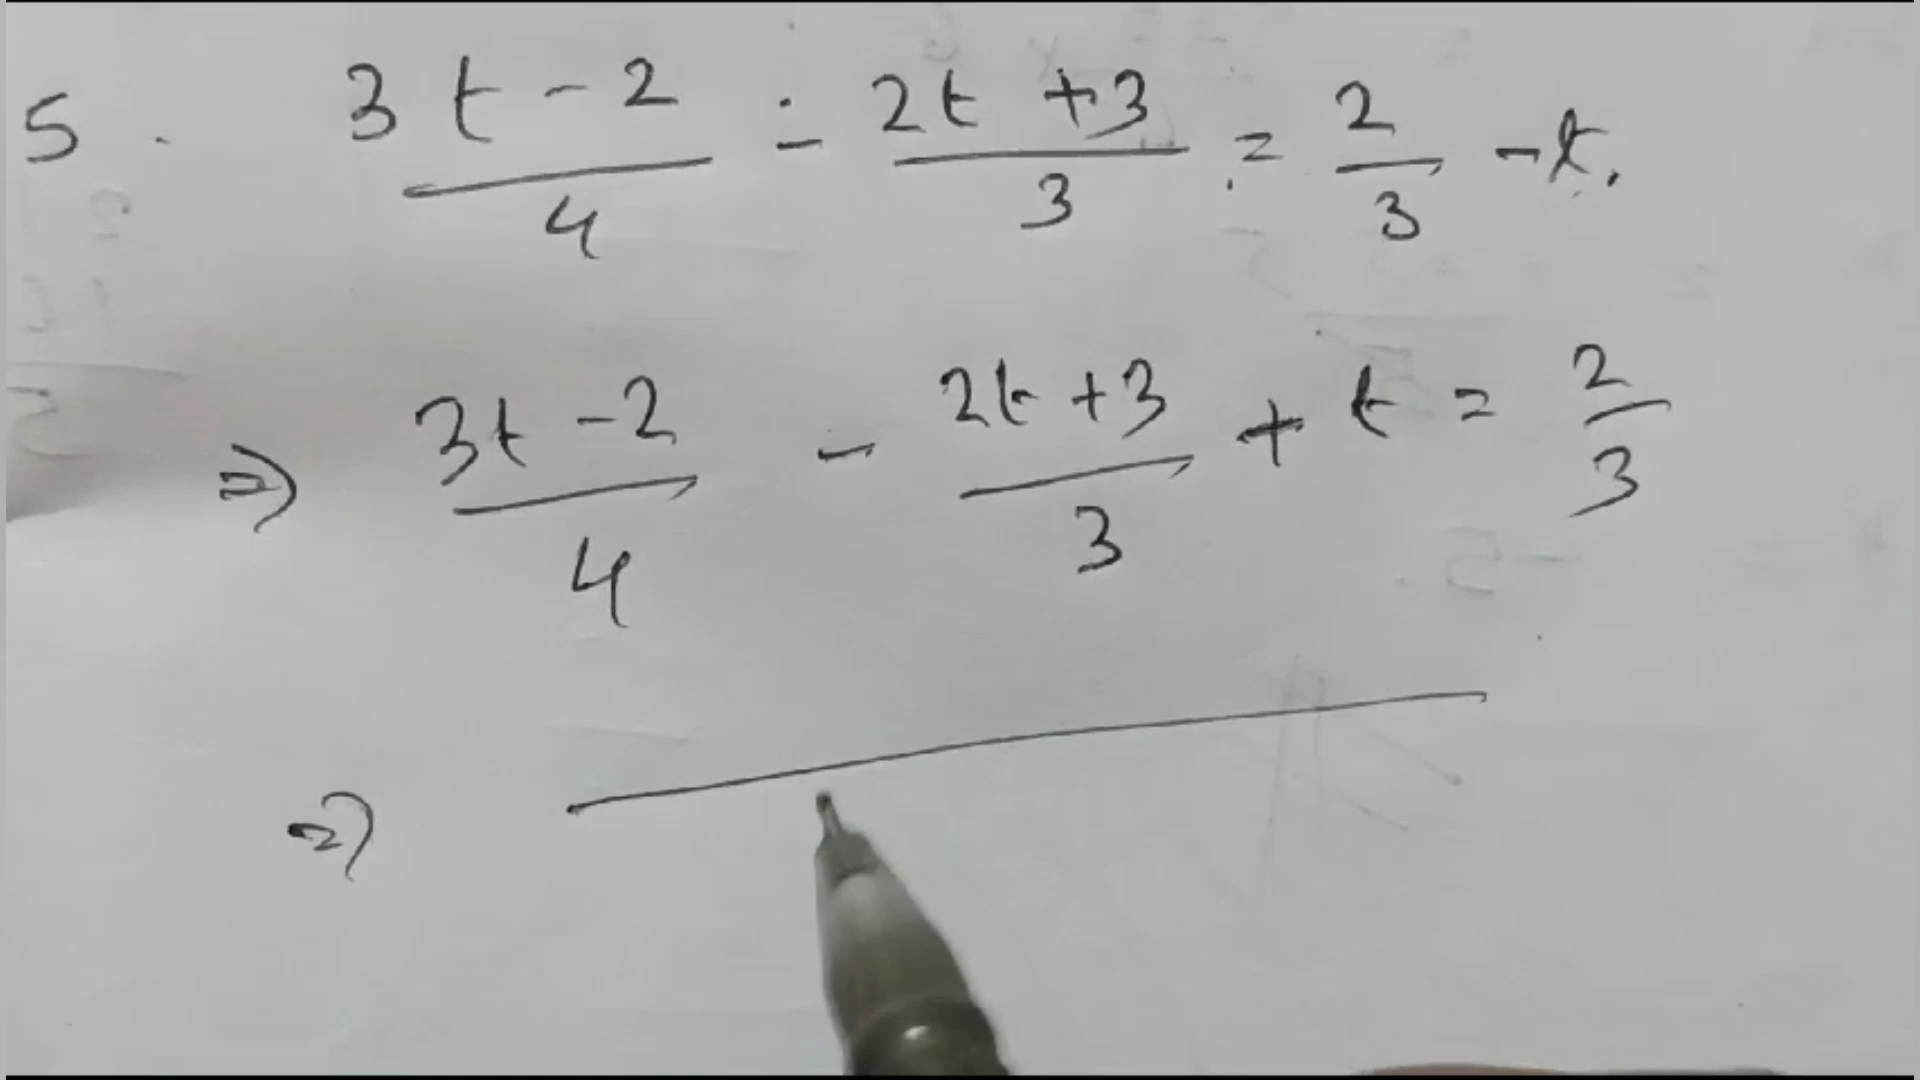 5. (3t-2)/4 - (2t+3)/3 = 2/3 - t.
⇒ (3t-2)/4 - (2t+3)/3 + t = 2/3
⇒